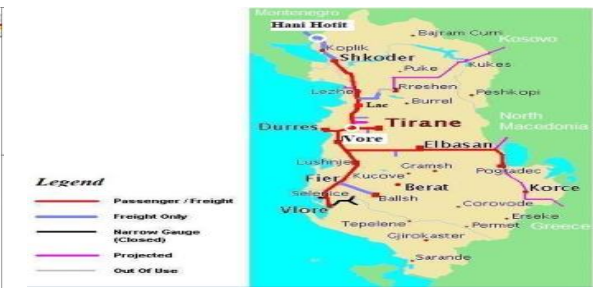 Montenegro
Hani Hotit
Bajram Curri
Kosovo
Koplik
Shkoder
Puke
Kukes
Rreshen
Peshkopi
Lezhe
Lac
Burrel
North
Macedonia
Durres
Tirane
Vore
Elbasan
Lushnje
Gramsh
Pogradec
Fier
Kucove
Berat
Korce
Selenice
Ballsh
Corovode
Vlore
Erseke
Tepelene
Permet
Greece
Gjirokaster
Sarande
Legend
Passenger / Freight
Freight Only
Narrow Gauge
(Closed)
Projected
Out Of Use